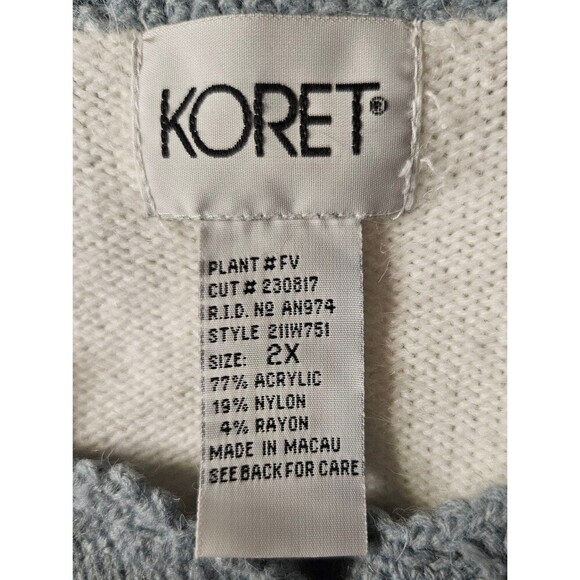 KORET®
PLANT # FV
CUT # 230817
R.I.D. Nº AN974
STYLE 211W751
SIZE: 2X
77% ACRYLIC
19% NYLON
4% RAYON
MADE IN MACAU
SEE BACK FOR CARE